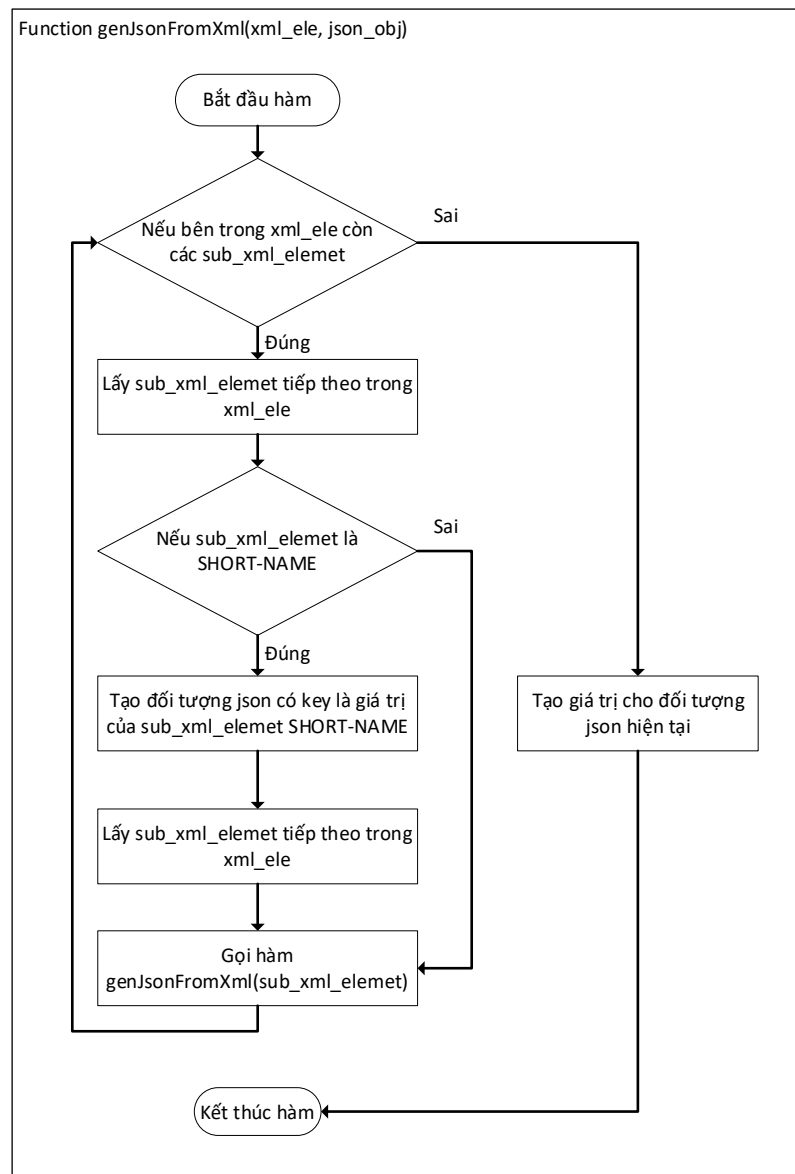 Function genJsonFromXml(xml_ele, json_obj)
Bắt đầu hàm
Nếu bên trong xml_ele còn
các sub_xml_elemet
Sai
Đúng
Lấy sub_xml_elemet tiếp theo trong
xml_ele
Nếu sub_xml_elemet là
SHORT-NAME
Sai
Đúng
Tạo đối tượng json có key là giá trị
của sub_xml_elemet SHORT-NAME
Tạo giá trị cho đối tượng
json hiện tại
Lấy sub_xml_elemet tiếp theo trong
xml_ele
Gọi hàm
genJsonFromXml(sub_xml_elemet)
Kết thúc hàm